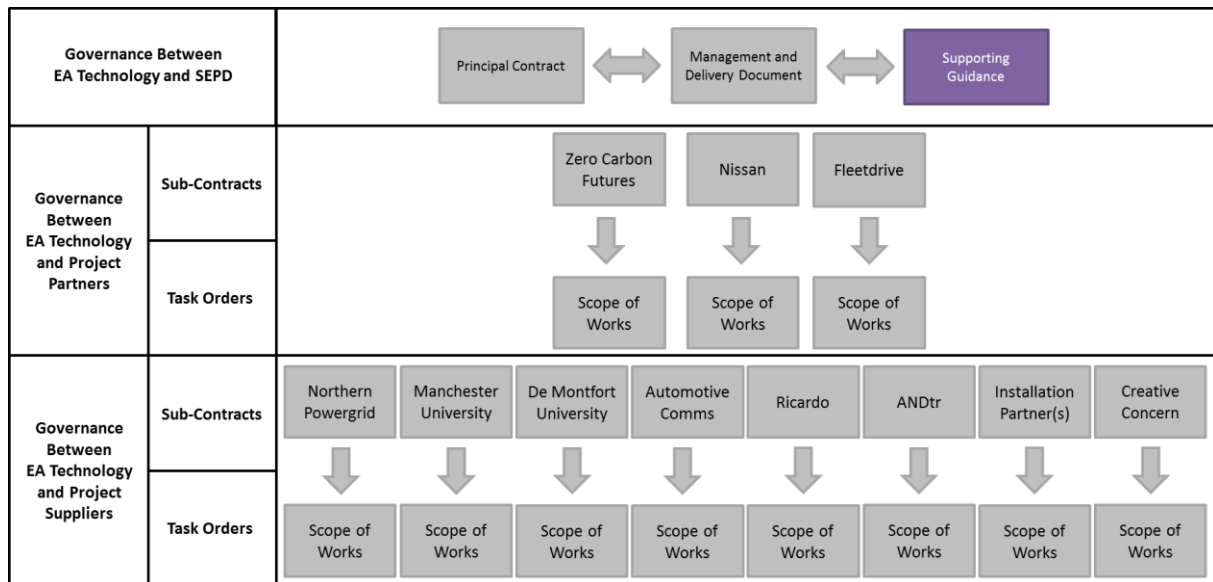 Governance Between
EA Technology and SEPD
Principal Contract
Management and
Delivery Document
Supporting
Guidance
Governance
Between
EA Technology
and Project
Partners
Sub-Contracts
Zero Carbon
Futures
Nissan
Fleetdrive
Task Orders
Scope of
Works
Scope of
Works
Scope of
Works
Governance
Between
EA Technology
and Project
Suppliers
Sub-Contracts
Northern
Powergrid
Manchester
University
De Montfort
University
Automotive
Comms
Ricardo
ANDtr
Installation
Partner(s)
Creative
Concern
Task Orders
Scope of
Works
Scope of
Works
Scope of
Works
Scope of
Works
Scope of
Works
Scope of
Works
Scope of
Works
Scope of
Works